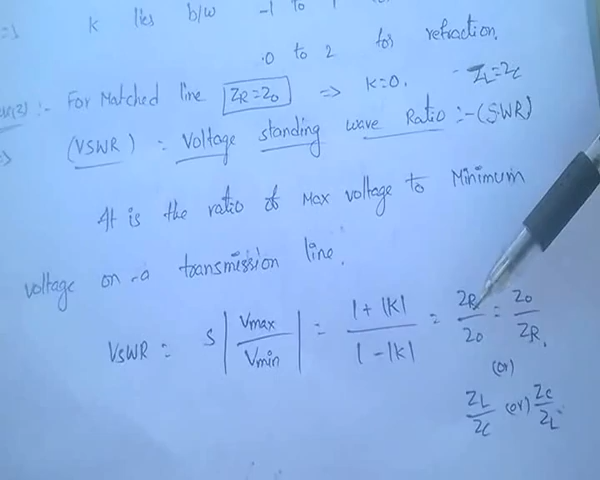 k lies b/w -1 to 1
0 to 2 for refraction.
For Matched line ZR=Z0 => K=0. - ZL=Zc
(VSWR) : Voltage standing wave Ratio :- (SWR)
It is the ratio of Max voltage to Minimum
voltage on a transmission line.
VSWR = S |Vmax/Vmin| = 1+|K|/1-|K| = ZR/Z0 = Z0/ZR.
(or)
ZL/Zc (or) Zc/ZL